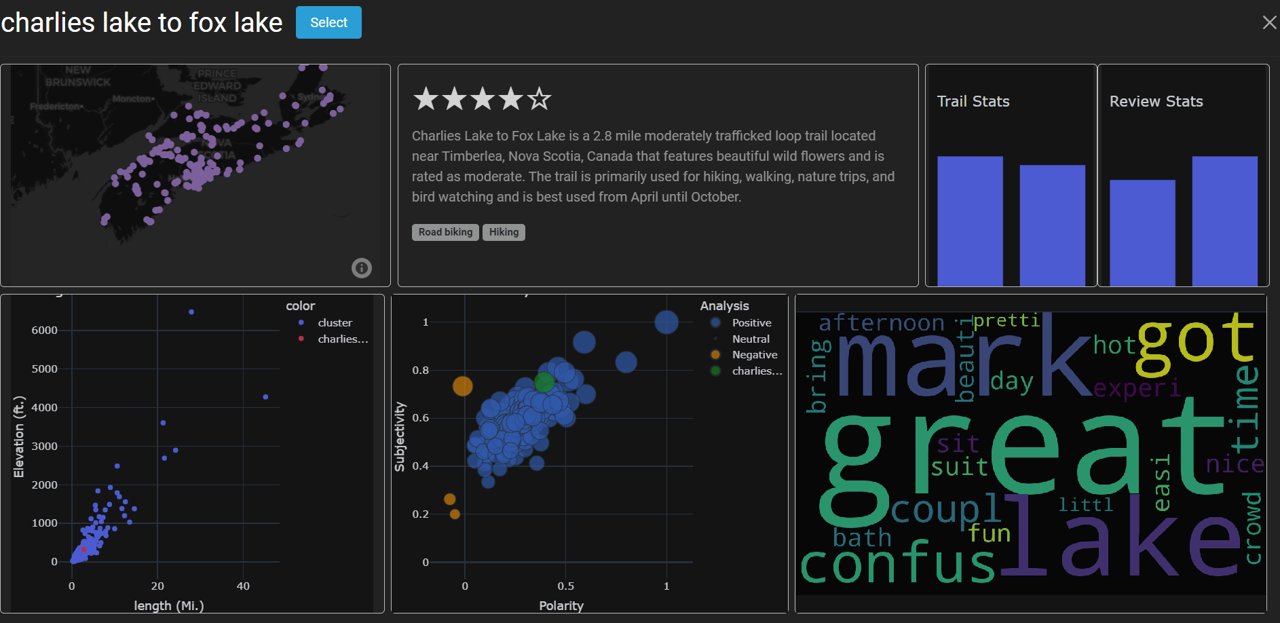 charlies lake to fox lake
Select
NEW
BRUNSWICK
PRINCE
EDWARD
ISLAND
Fredericton
Moncton
NOVA
SCOTIA
Charlies Lake to Fox Lake is a 2.8 mile moderately trafficked loop trail located
near Timberlea, Nova Scotia, Canada that features beautiful wild flowers and is
rated as moderate. The trail is primarily used for hiking, walking, nature trips, and
bird watching and is best used from April until October.
Road biking
Hiking
Trail Stats
Review Stats
color
cluster
charlies...
6000
5000
4000
3000
2000
1000
0
Elevation (ft.)
0
20
40
length (Mi.)
Analysis
Positive
Neutral
Negative
charlies...
1
0.8
0.6
0.4
0.2
0
Subjectivity
0
0.5
1
Polarity
afternoon
pretti
bring
mark
beauti
hot
got
day
experi
time
great
sit
suit
nice
easi
coupl
littl
lake
crowd
bath
fun
confus